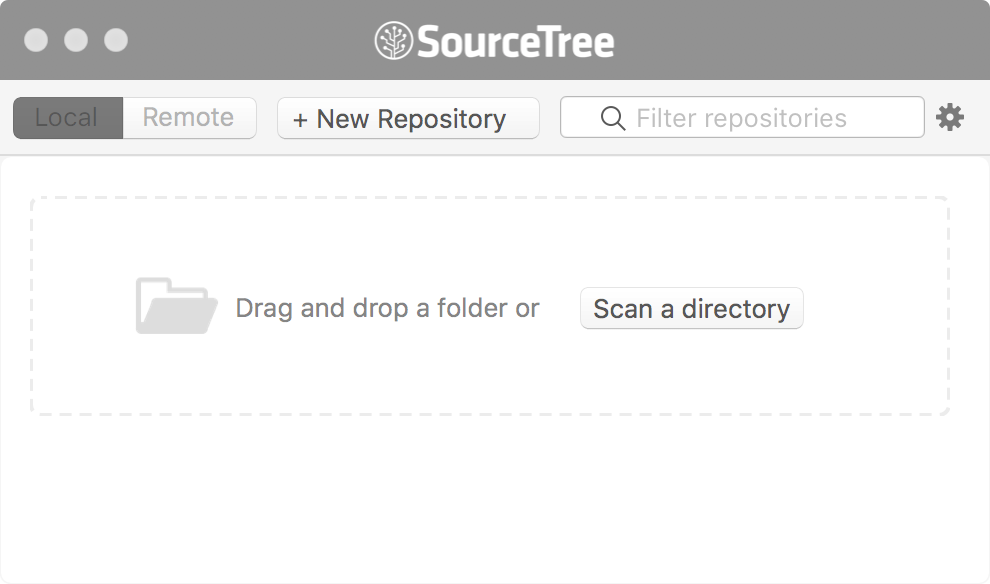 SourceTree
Local Remote + New Repository Filter repositories
Drag and drop a folder or Scan a directory